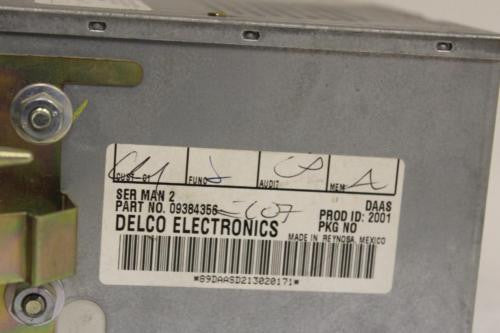 CUST 01 FUNC AUDIT MEM
SER MAN 2 DAAS
PART NO. 09384356 PROD ID: 2001
DELCO ELECTRONICS PKG NO
MADE IN REYNOSA, MEXICO
*89DAASD213020171*